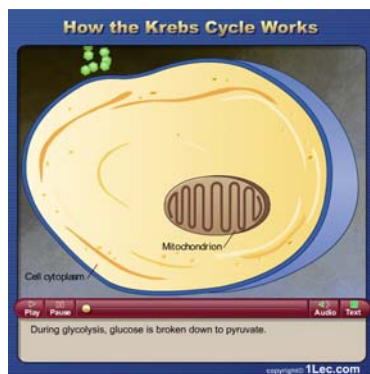 How the Krebs Cycle Works
Mitochondrion
Cell cytoplasm
Play Pause Audio Text
During glycolysis, glucose is broken down to pyruvate.
copyright© 1Lec.com